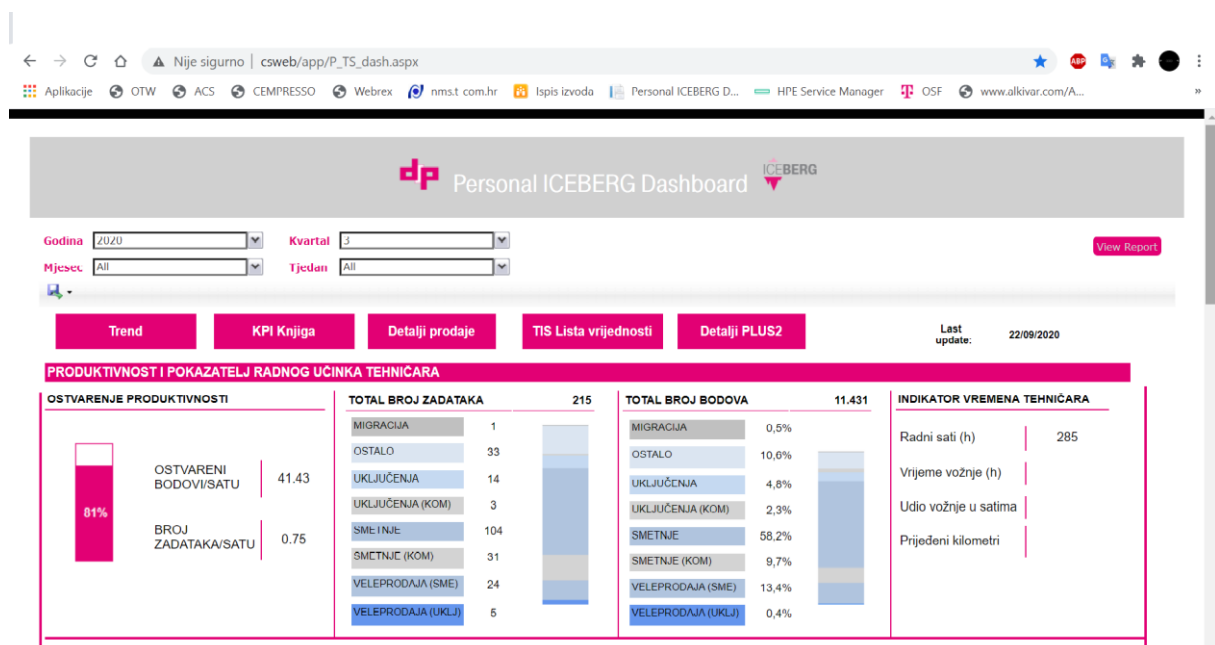 Nije sigurno | csweb/app/P_TS_dash.aspx
ABP
Aplikacije OTW ACS CEMPRESSO Webrex nms.t com.hr Ispis izvoda Personal ICEBERG D... HPE Service Manager OSF www.alkivar.com/A... »
dp Personal ICEBERG Dashboard ICEBERG
Godina 2020 Kvartal 3 View Report
Mjesec All Tjedan All
Trend KPI Knjiga Detalji prodaje TIS Lista vrijednosti Detalji PLUS2 Last update: 22/09/2020
PRODUKTIVNOST I POKAZATELJ RADNOG UČINKA TEHNIČARA
OSTVARENJE PRODUKTIVNOSTI
81%
OSTVARENI BODOVI/SATU 41.43
BROJ ZADATAKA/SATU 0.75
TOTAL BROJ ZADATAKA 215
MIGRACIJA 1
OSTALO 33
UKLJUČENJA 14
UKLJUČENJA (KOM) 3
SMETNJE 104
SMETNJE (KOM) 31
VELEPRODAJA (SME) 24
VELEPRODAJA (UKLJ) 5
TOTAL BROJ BODOVA 11.431
MIGRACIJA 0,5%
OSTALO 10,6%
UKLJUČENJA 4,8%
UKLJUČENJA (KOM) 2,3%
SMETNJE 58,2%
SMETNJE (KOM) 9,7%
VELEPRODAJA (SME) 13,4%
VELEPRODAJA (UKLJ) 0,4%
INDIKATOR VREMENA TEHNIČARA
Radni sati (h) 285
Vrijeme vožnje (h)
Udio vožnje u satima
Prijeđeni kilometri